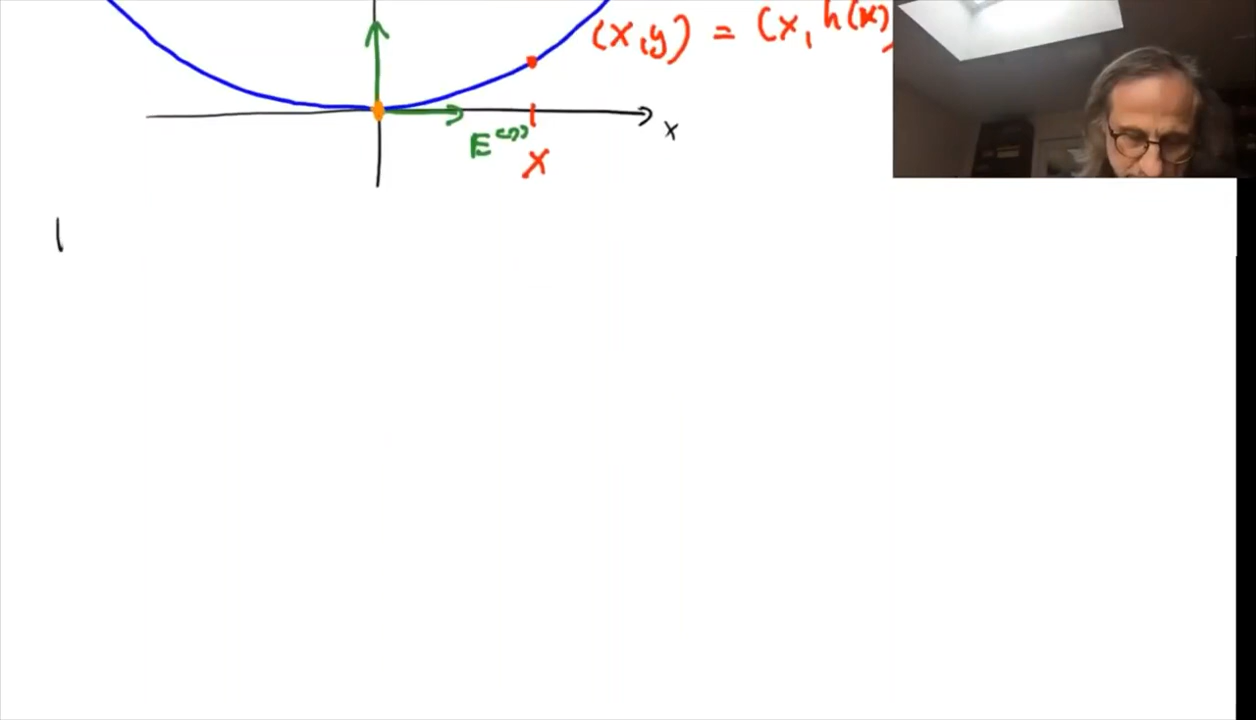 (x,y) = (x, h(x)
x
E
x